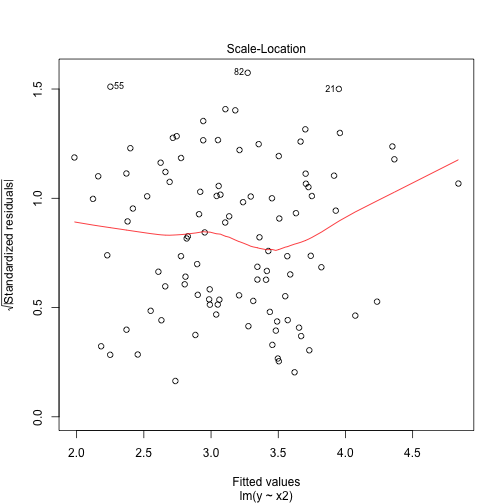 Scale-Location
√|Standardized residuals|
0.0 0.5 1.0 1.5
55
82
21
2.0 2.5 3.0 3.5 4.0 4.5
Fitted values
lm(y ~ x2)